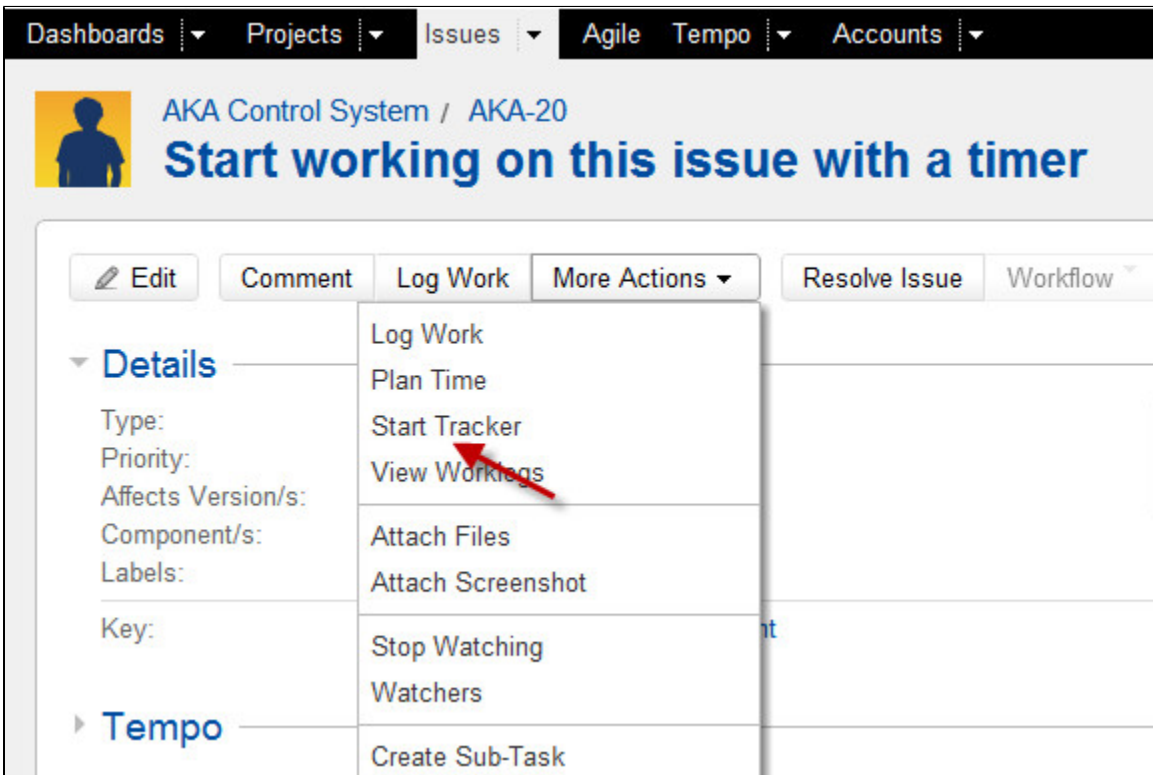 Dashboards Projects Issues Agile Tempo Accounts
AKA Control System / AKA-20
Start working on this issue with a timer
Edit Comment Log Work More Actions Resolve Issue Workflow
Log Work
Details
Plan Time
Type:
Start Tracker
Priority:
View Worklogs
Affects Version/s:
Component/s:
Attach Files
Labels:
Attach Screenshot
Key:
Stop Watching
Watchers
Tempo
Create Sub-Task